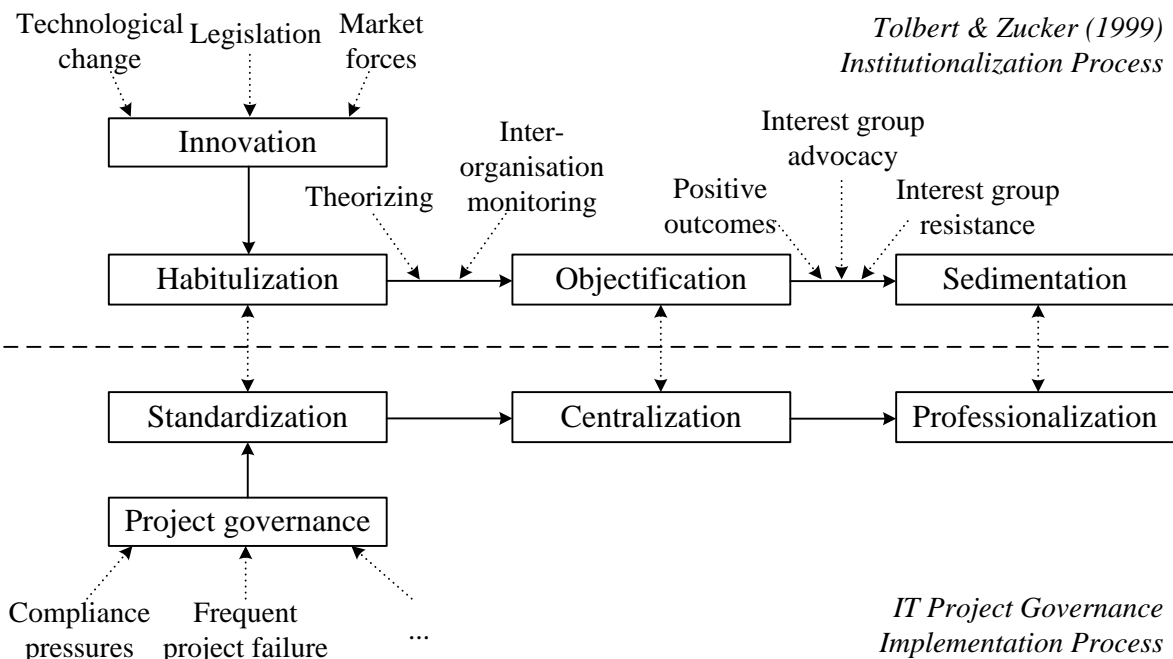 Technological
change
Legislation
Market
forces
Tolbert & Zucker (1999)
Institutionalization Process
Innovation
Theorizing
Inter-
organisation
monitoring
Interest group
advocacy
Positive
outcomes
Interest group
resistance
Habitulization
Objectification
Sedimentation
Standardization
Centralization
Professionalization
Project governance
Compliance
pressures
Frequent
project failure
...
IT Project Governance
Implementation Process